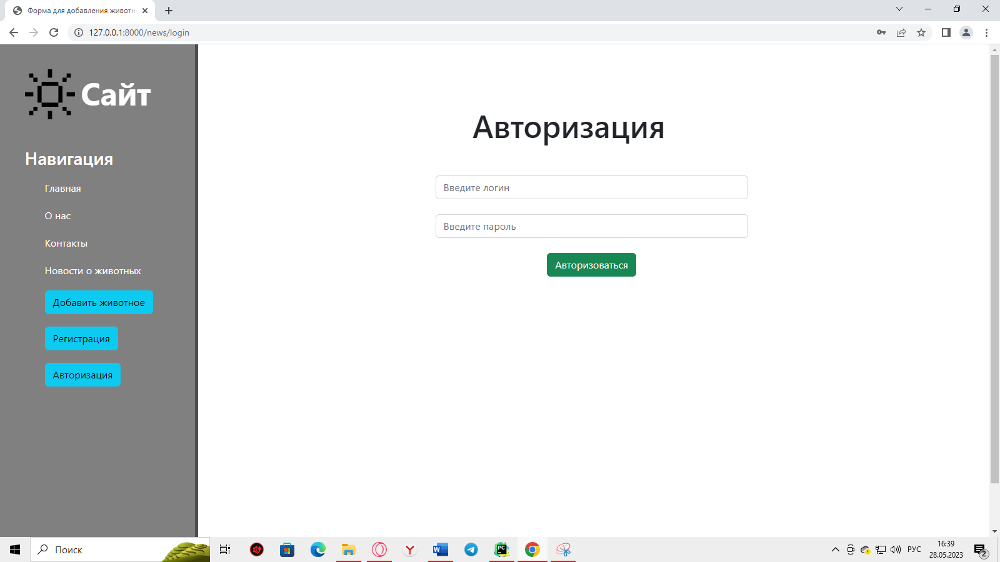 Форма для добавления животн
127.0.0.1:8000/news/login
Сайт
Навигация
Главная
О нас
Контакты
Новости о животных
Добавить животное
Регистрация
Авторизация
Авторизация
Введите логин
Введите пароль
Авторизоваться
Поиск
W
Y
PC
РУС
16:39
28.05.2023
2